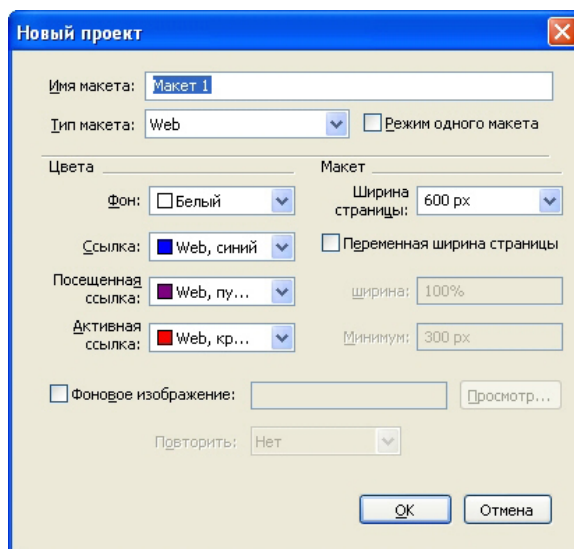 Новый проект
Имя макета: Макет 1
Тип макета: Web Режим одного макета
Цвета Макет
Фон: Белый Ширина страницы: 600 px
Ссылка: Web, синий Переменная ширина страницы
Посещенная ссылка: Web, пу... ширина: 100%
Активная ссылка: Web, кр... Минимум: 300 px
Фоновое изображение: Просмотр...
Повторить: Нет
OK Отмена